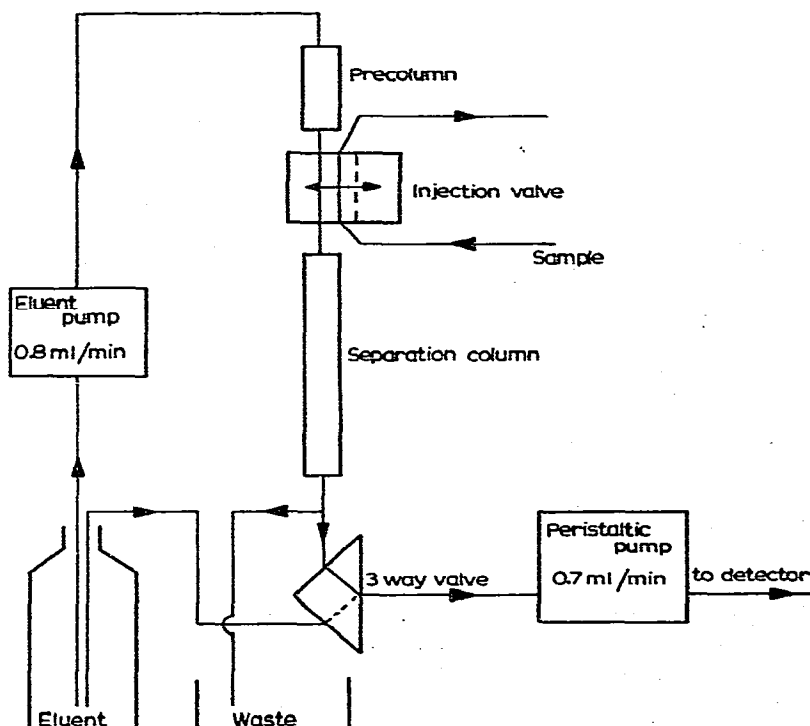 Precolumn
Injection valve
Sample
Eluent
pump
0.8 ml/min
Separation column
Peristaltic
pump
0.7 ml/min
3 way valve
to detector
Eluent
Waste